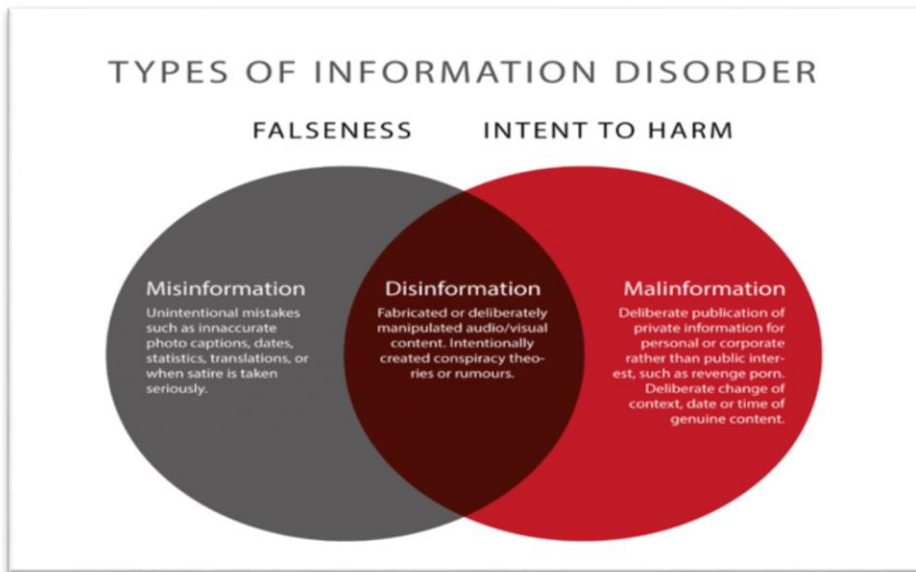 TYPES OF INFORMATION DISORDER
FALSENESS
INTENT TO HARM
Misinformation
Unintentional mistakes
such as innaccurate
photo captions, dates,
statistics, translations, or
when satire is taken
seriously.
Disinformation
Fabricated or deliberately
manipulated audio/visual
content. Intentionally
created conspiracy theo-
ries or rumours.
Malinformation
Deliberate publication of
private information for
personal or corporate
rather than public inter-
est, such as revenge porn.
Deliberate change of
context, date or time of
genuine content.